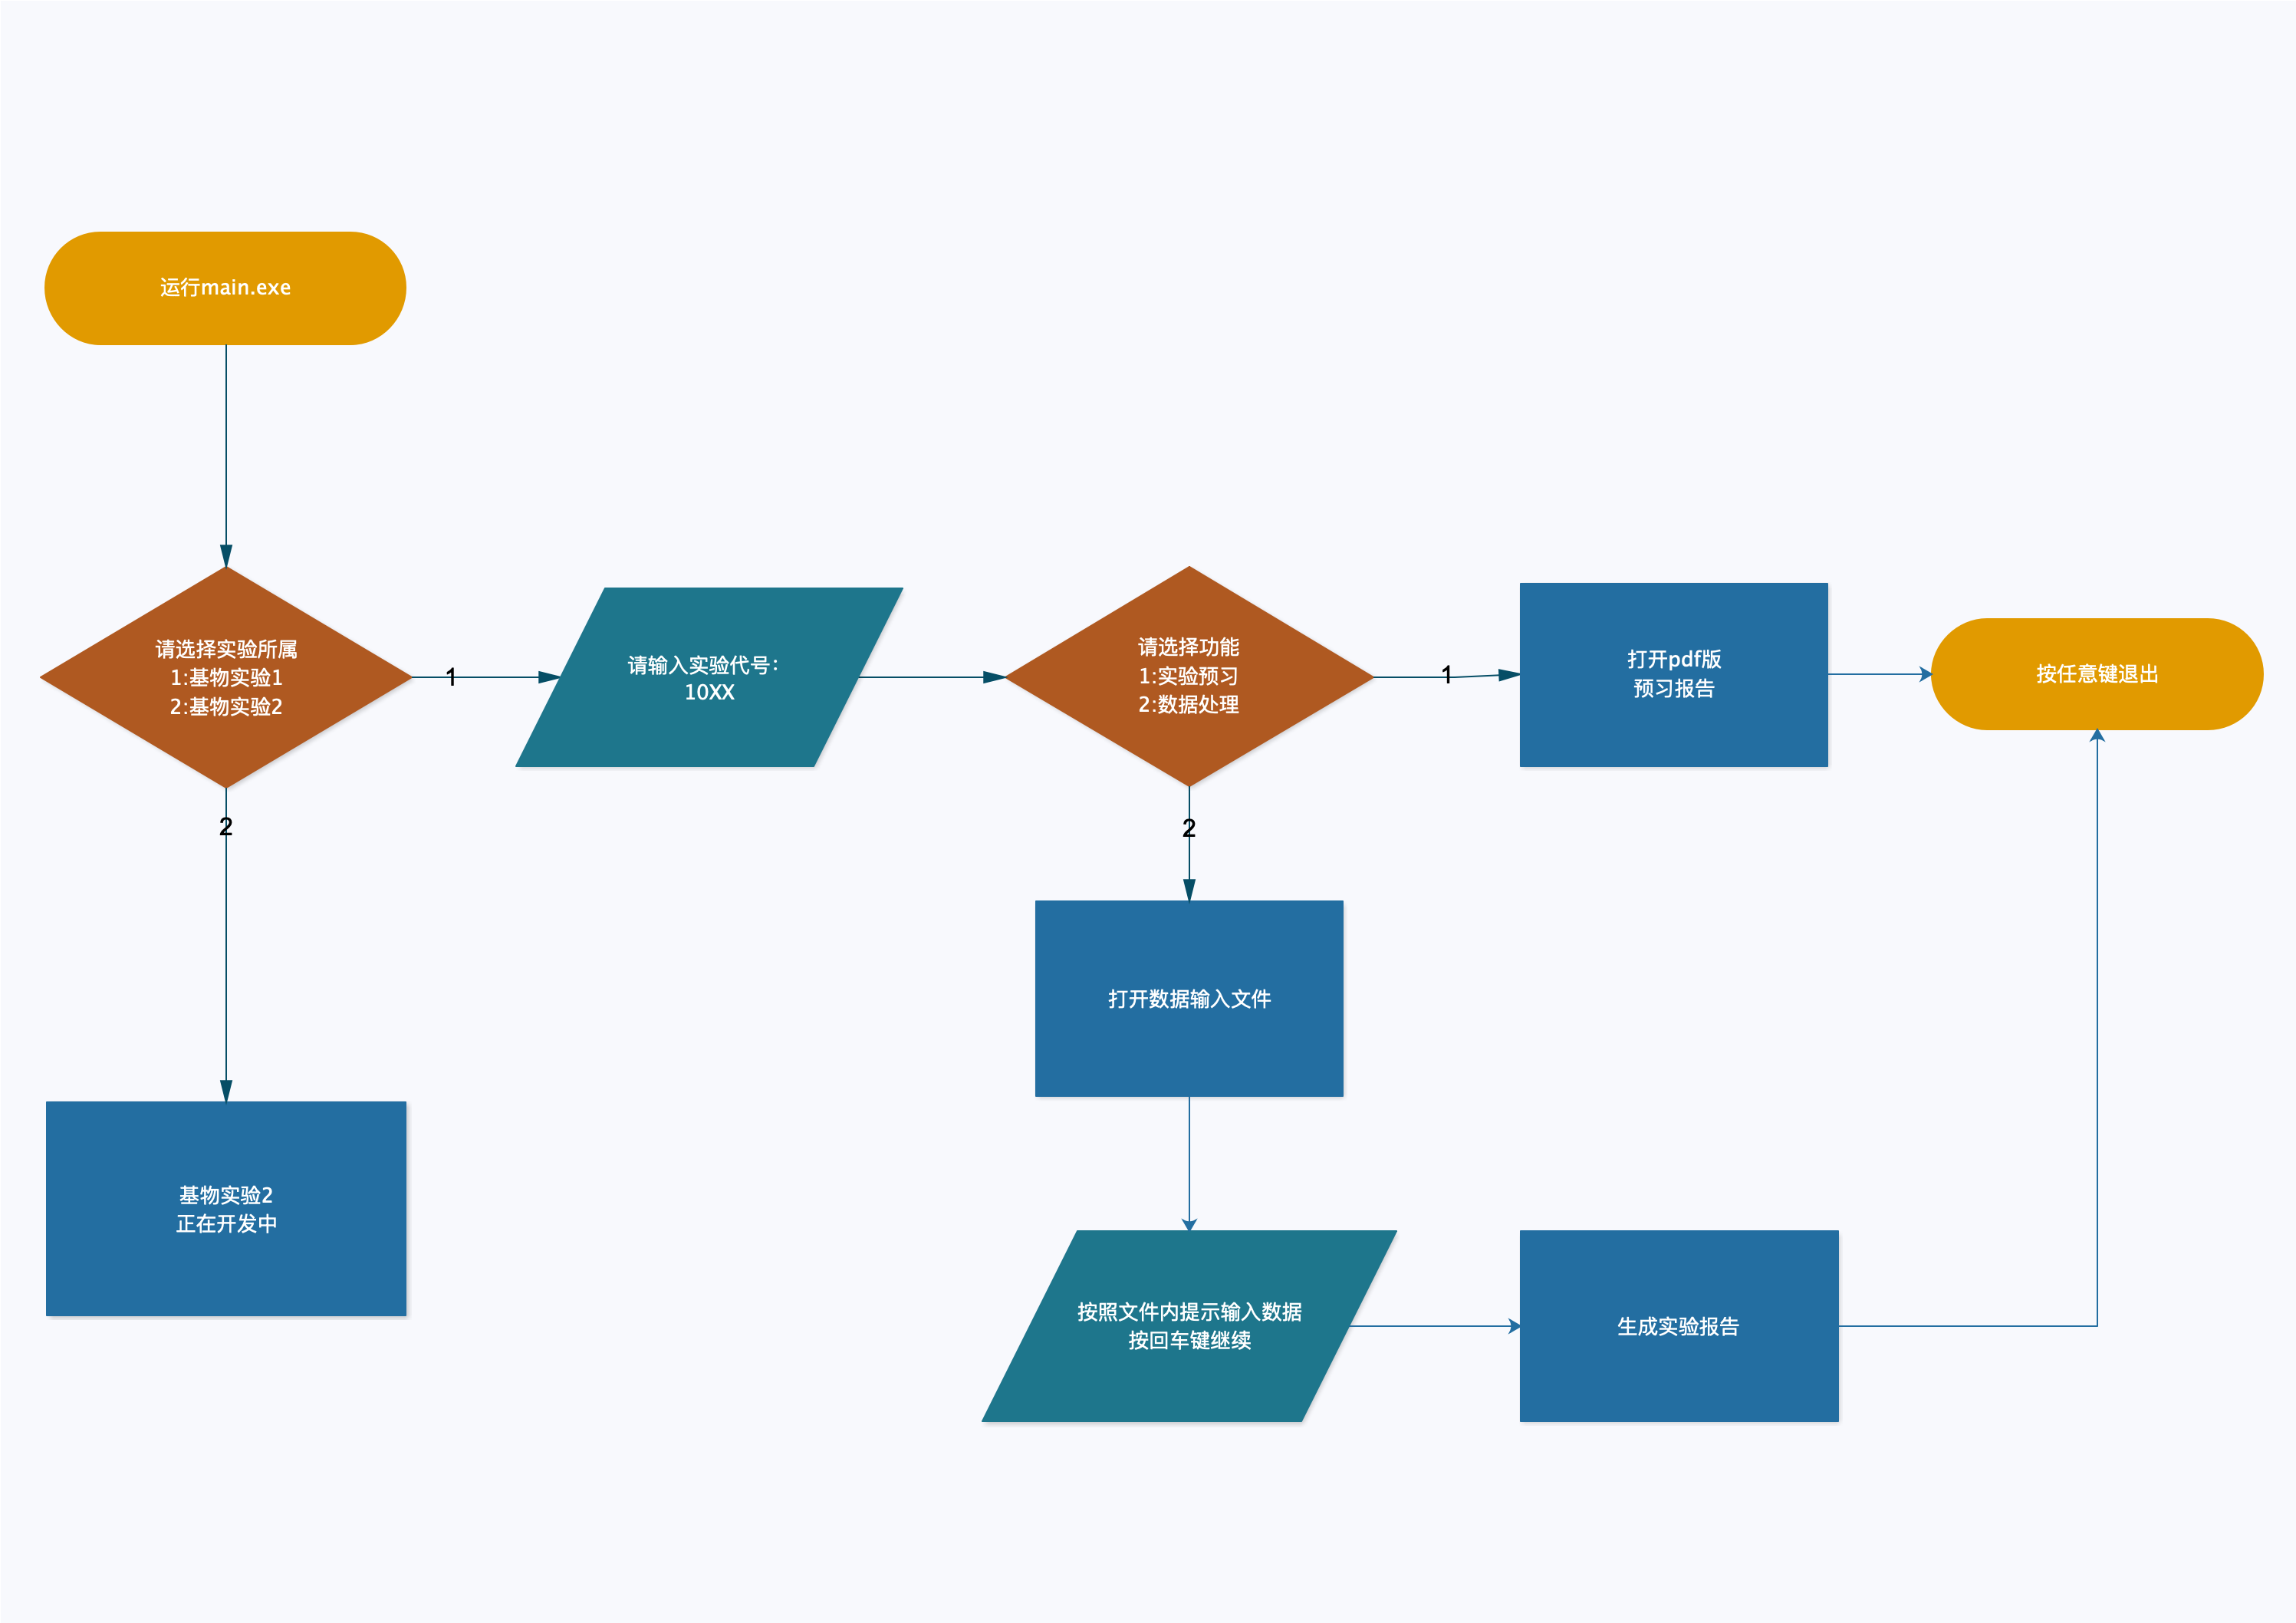 运行main.exe
请选择实验所属
1:基物实验1
2:基物实验2
1
请输入实验代号：
10XX
请选择功能
1:实验预习
2:数据处理
1
打开pdf版
预习报告
按任意键退出
2
基物实验2
正在开发中
2
打开数据输入文件
按照文件内提示输入数据
按回车键继续
生成实验报告